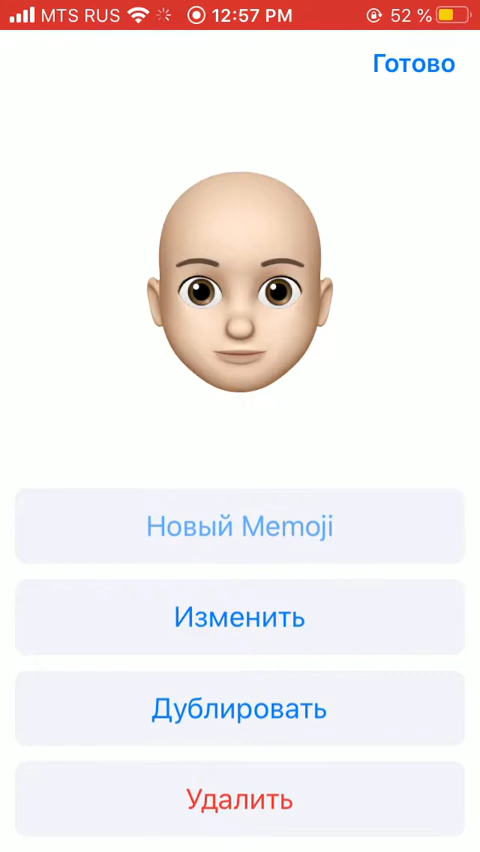 MTS RUS 12:57 PM 52 %
Готово
Новый Memoji
Изменить
Дублировать
Удалить